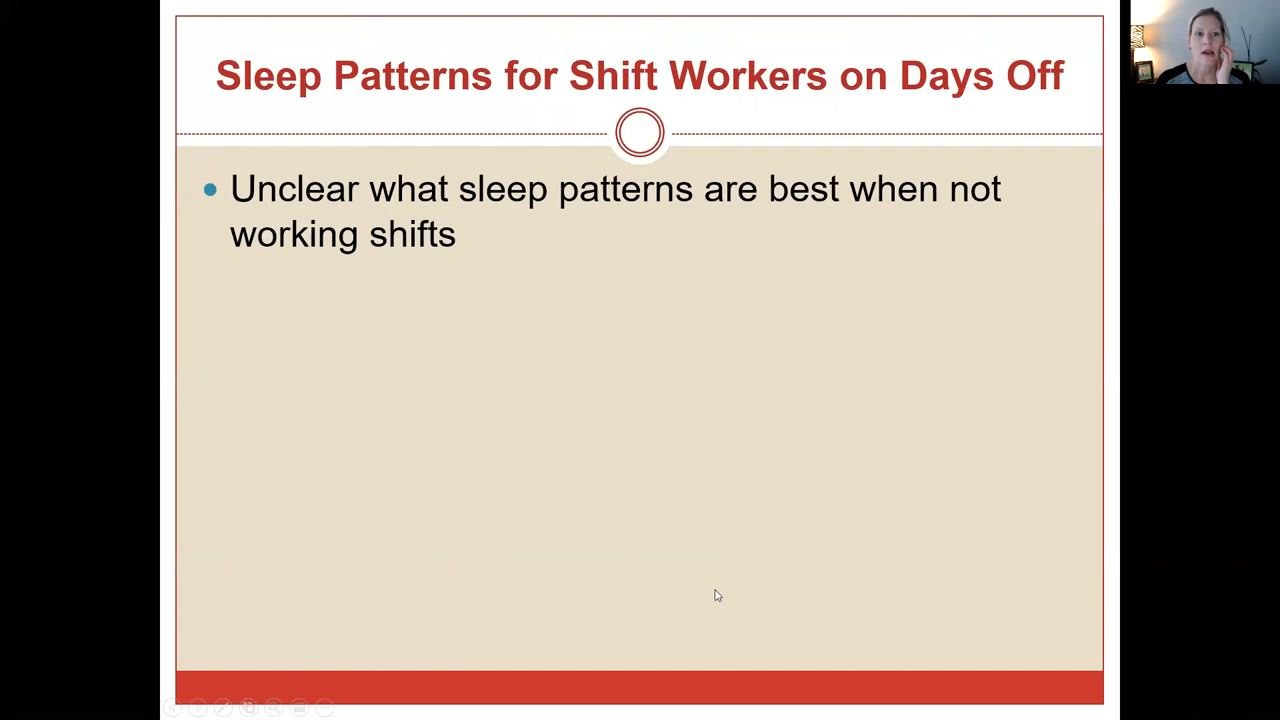 Sleep Patterns for Shift Workers on Days Off
• Unclear what sleep patterns are best when not
working shifts